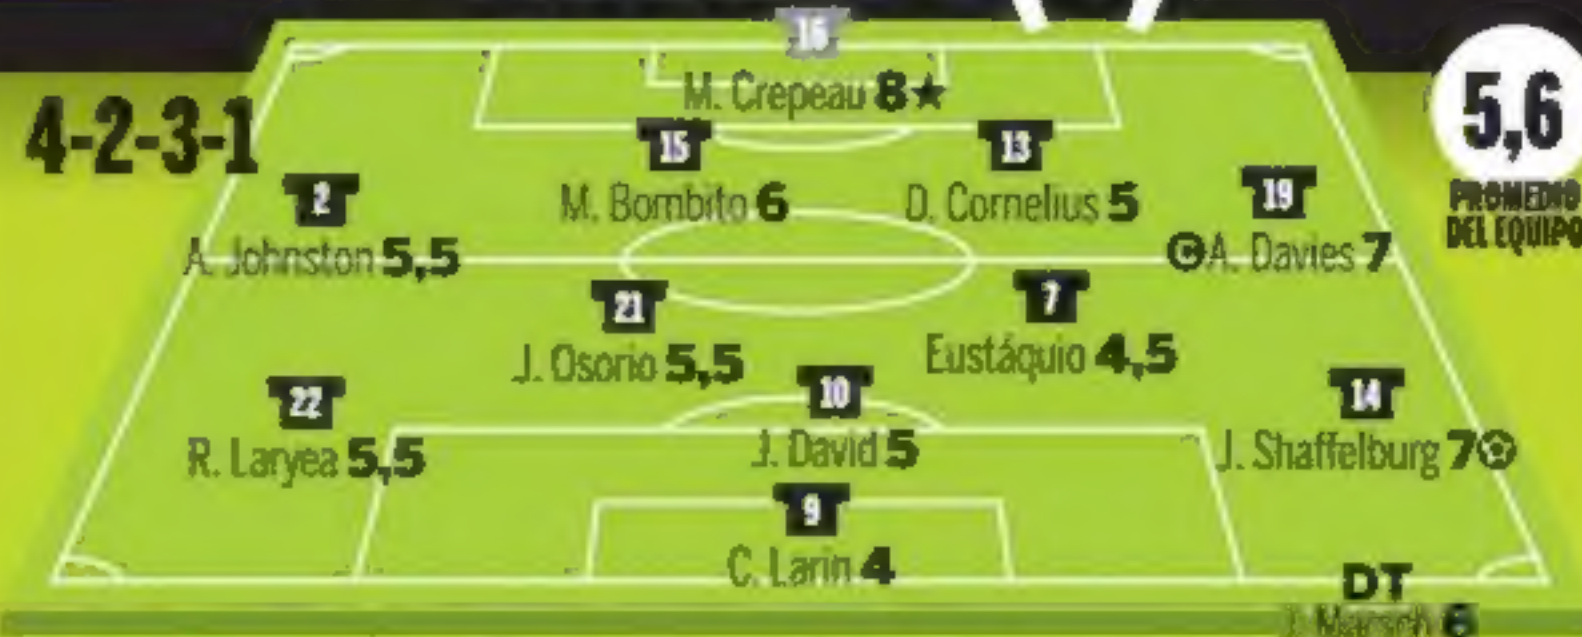 4-2-3-1
16
M. Crepeau 8★
5,6
PROMEDIO
DEL EQUIPO
15
M. Bombito 6
13
D. Cornelius 5
2
A. Johnston 5,5
19
©A. Davies 7
21
J. Osorio 5,5
7
Eustáquio 4,5
22
R. Laryea 5,5
10
J. David 5
14
J. Shaffelburg 7
9
C. Larin 4
DT
6